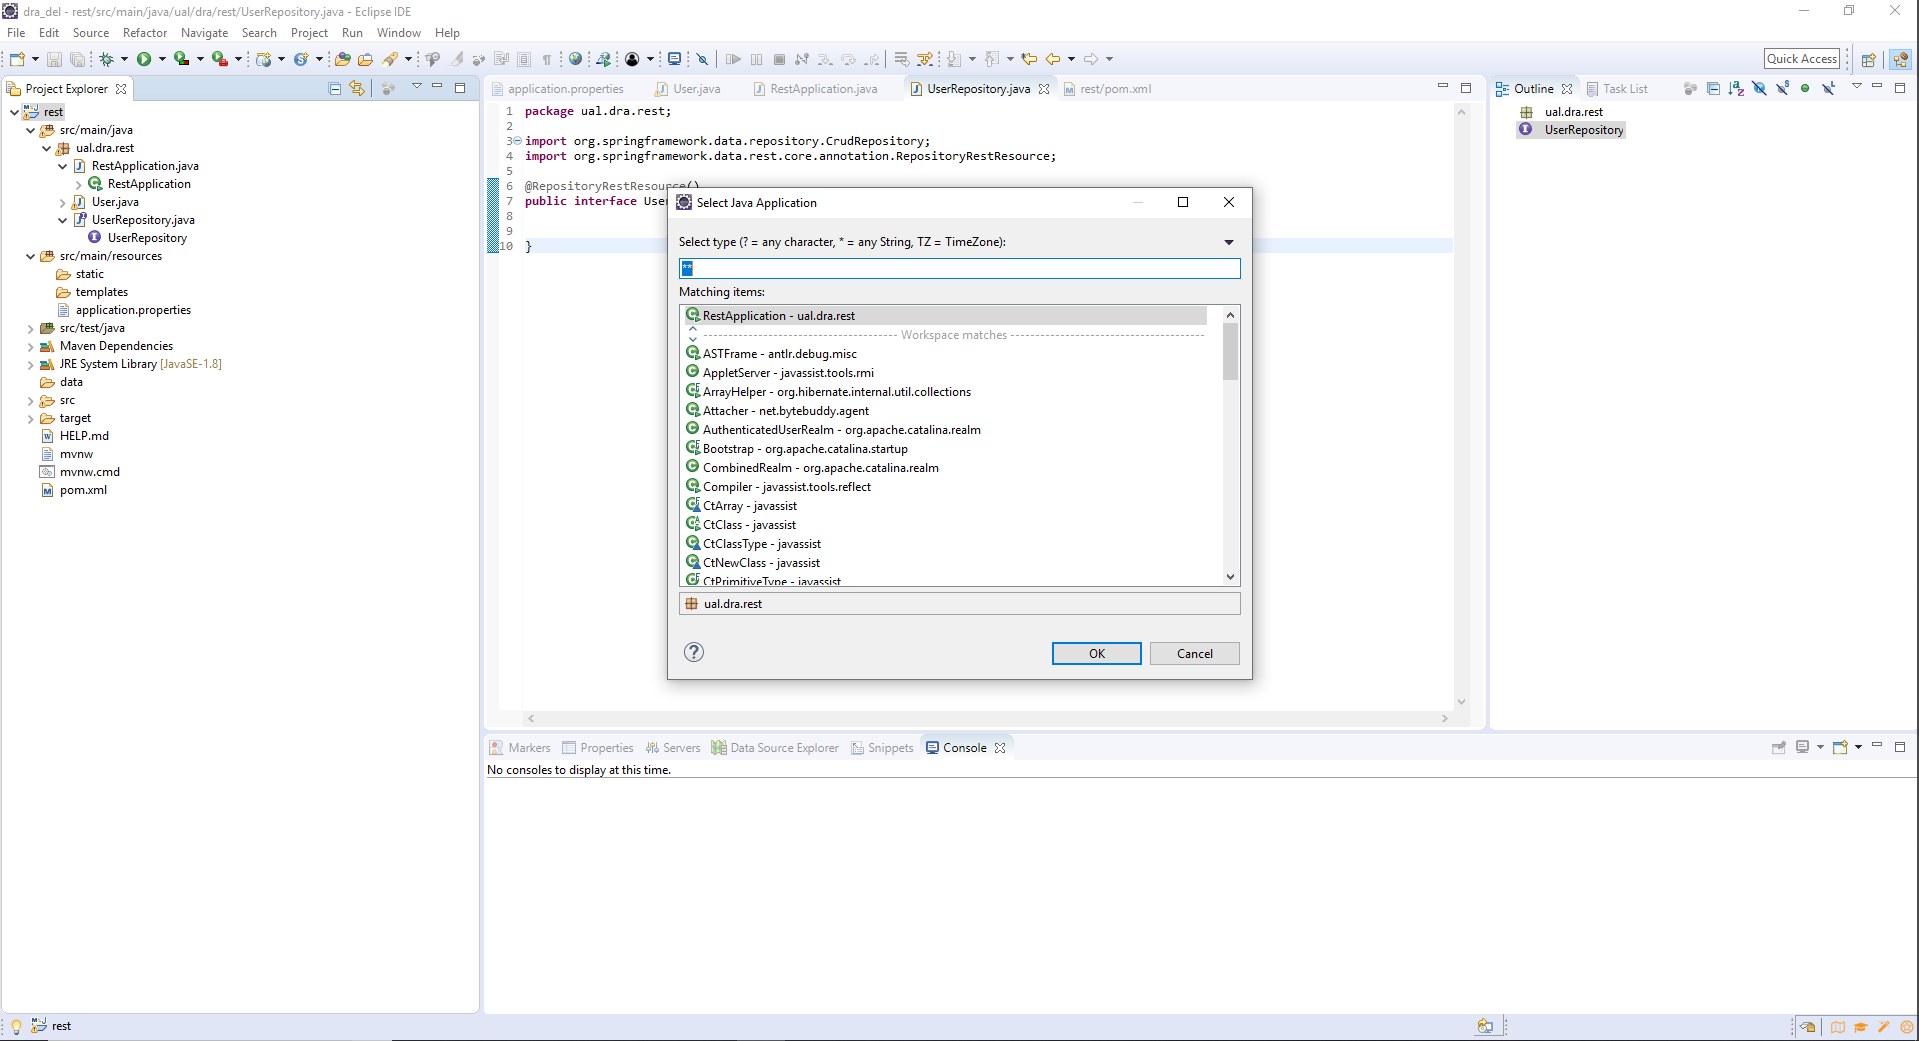 dra_del - rest/src/main/java/ual/dra/rest/UserRepository.java - Eclipse IDE
File Edit Source Refactor Navigate Search Project Run Window Help
Quick Access
Project Explorer
rest
src/main/java
ual.dra.rest
RestApplication.java
RestApplication
User.java
UserRepository.java
UserRepository
src/main/resources
static
templates
application.properties
src/test/java
Maven Dependencies
JRE System Library [JavaSE-1.8]
data
src
target
HELP.md
mvnw
mvnw.cmd
pom.xml
application.properties User.java RestApplication.java UserRepository.java rest/pom.xml
1 package ual.dra.rest;
2
3 import org.springframework.data.repository.CrudRepository;
4 import org.springframework.data.rest.core.annotation.RepositoryRestResource;
5
6 @RepositoryRestResource()
7 public interface User
8
9
10 }
Select Java Application
Select type (? = any character, * = any String, TZ = TimeZone):
**
Matching items:
RestApplication - ual.dra.rest
Workspace matches
ASTFrame - antlr.debug.misc
AppletServer - javassist.tools.rmi
ArrayHelper - org.hibernate.internal.util.collections
Attacher - net.bytebuddy.agent
AuthenticatedUserRealm - org.apache.catalina.realm
Bootstrap - org.apache.catalina.startup
CombinedRealm - org.apache.catalina.realm
Compiler - javassist.tools.reflect
CtArray - javassist
CtClass - javassist
CtClassType - javassist
CtNewClass - javassist
CtPrimitiveType - javassist
ual.dra.rest
OK Cancel
Outline Task List
ual.dra.rest
UserRepository
Markers Properties Servers Data Source Explorer Snippets Console
No consoles to display at this time.
rest